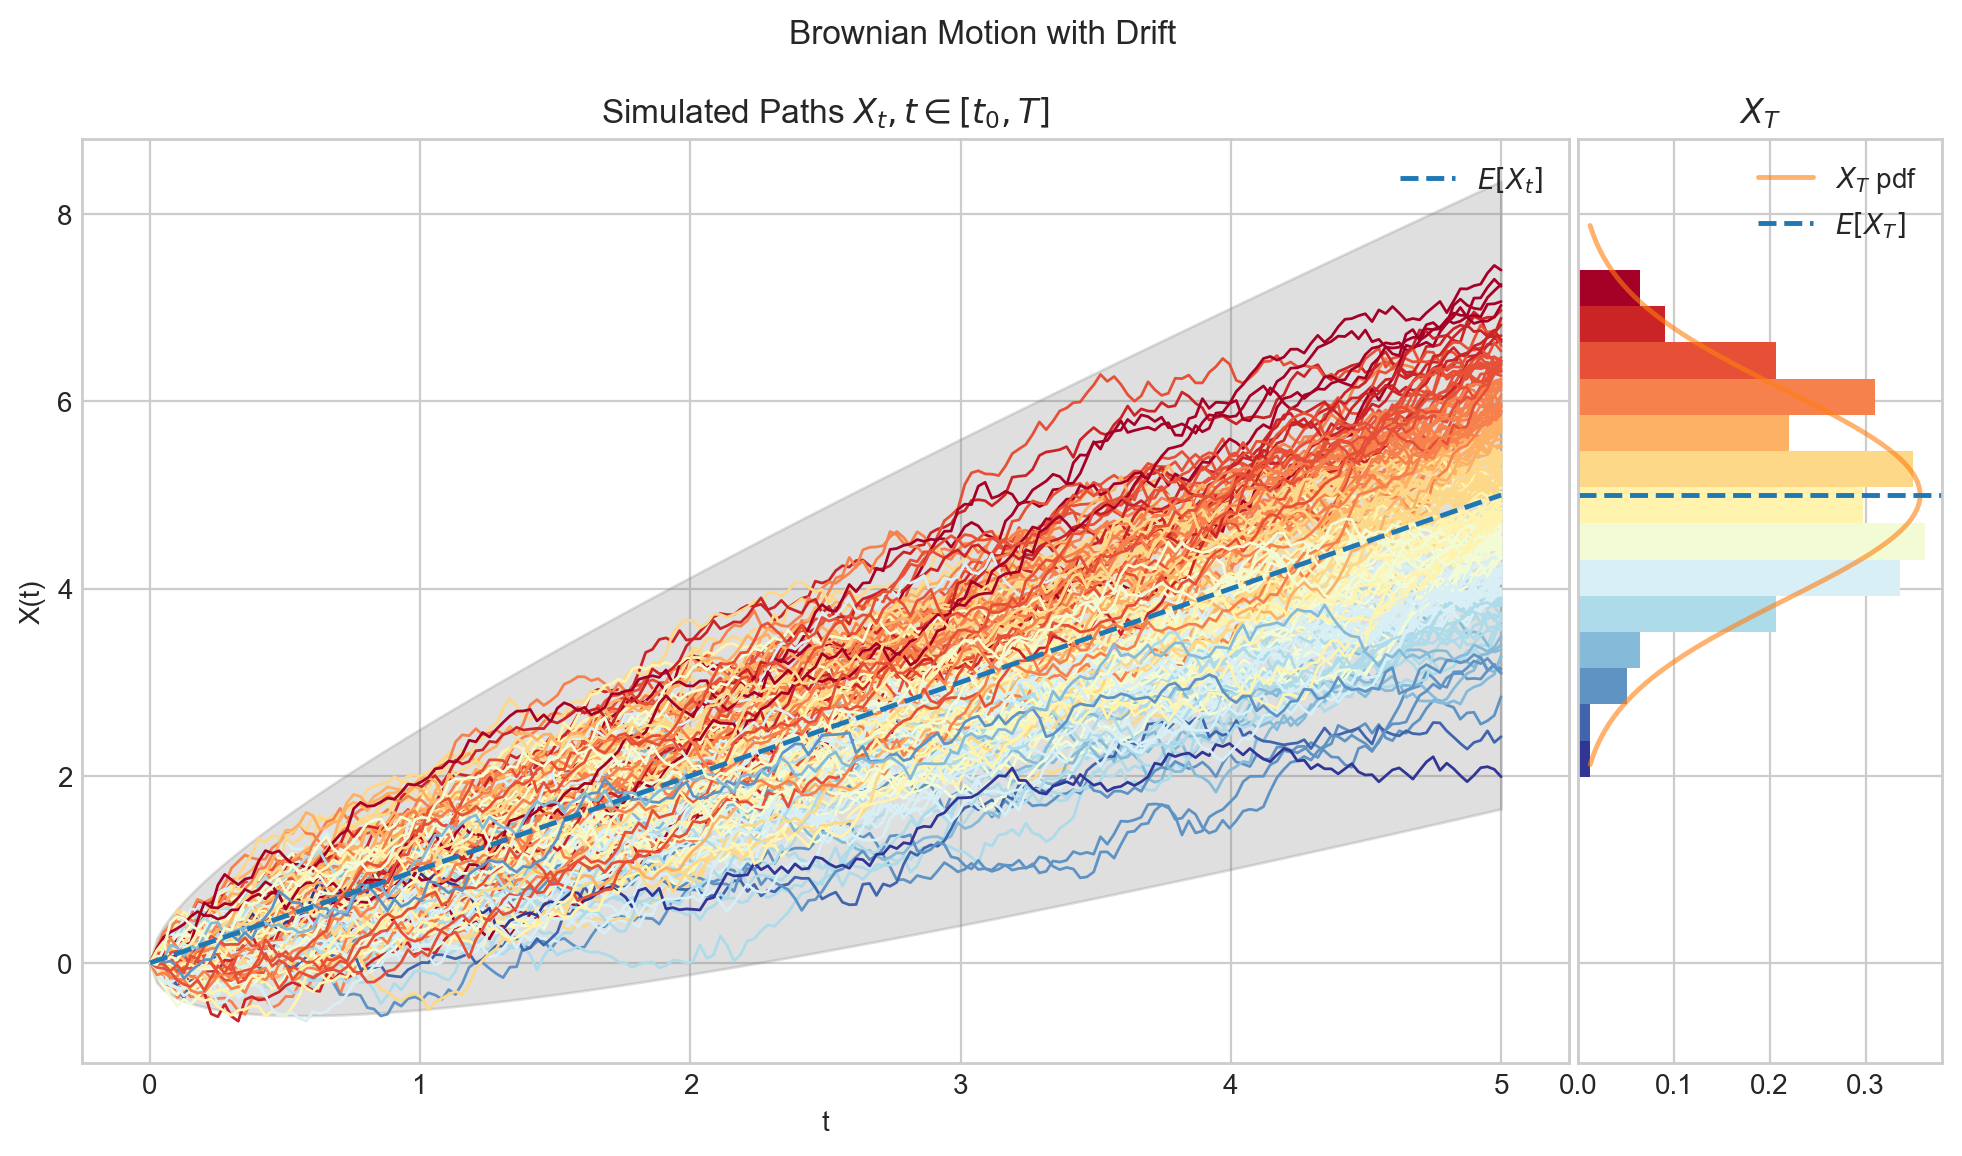 Brownian Motion with Drift
Simulated Paths $X_t, t \in [t_0, T]$
$X_T$
$E[X_t]$
$X_T$ pdf
$E[X_T]$
8
6
4
2
0
X(t)
0
1
2
3
4
5
t
0.0
0.1
0.2
0.3